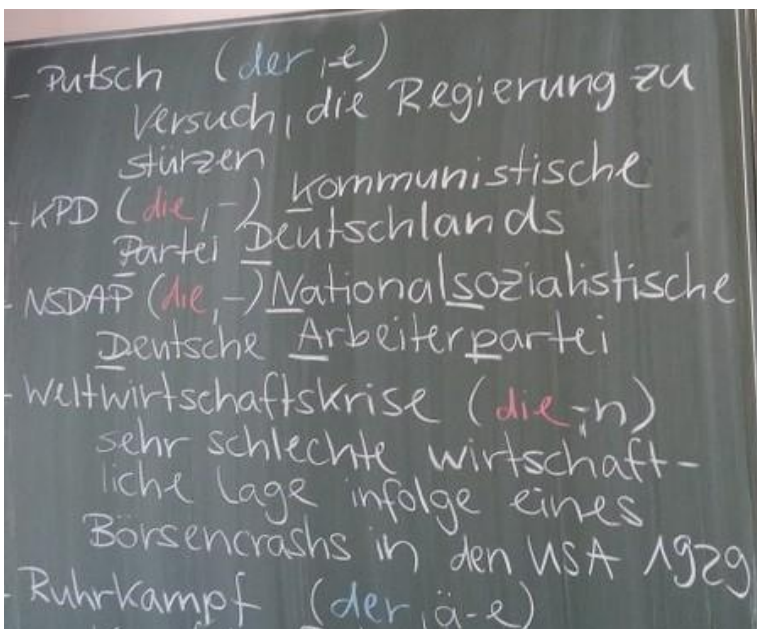 - Putsch (der, -e)
Versuch, die Regierung zu
stürzen
- KPD (die, -) Kommunistische
Partei Deutschlands
- NSDAP (die, -) Nationalsozialistische
Deutsche Arbeiterpartei
- Weltwirtschaftskrise (die, -n)
sehr schlechte wirtschaft-
liche Lage infolge eines
Börsencrashs in den USA 1929
- Ruhrkampf (der, ä-e)